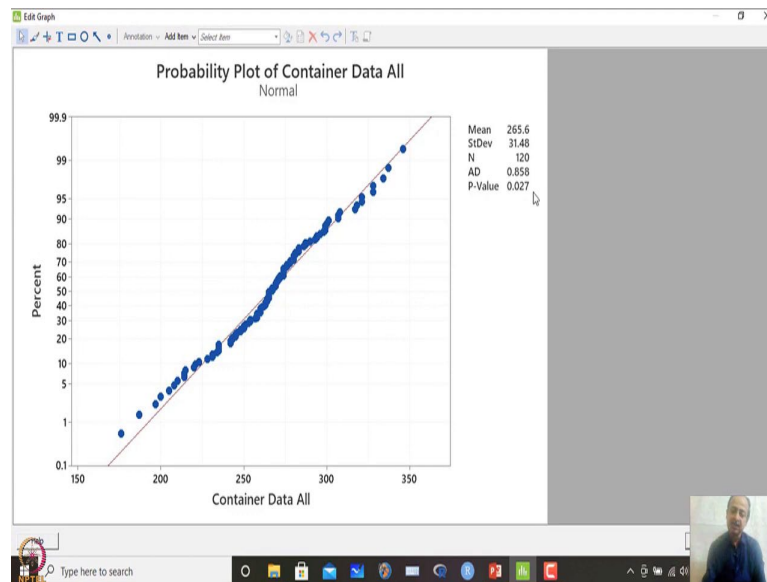 Edit Graph
T Annotation Add Item Select Item
Probability Plot of Container Data All
Normal
Mean 265.6
StDev 31.48
N 120
AD 0.858
P-Value 0.027
Percent
99.9
99
95
90
80
70
60
50
40
30
20
10
5
1
0.1
150 200 250 300 350
Container Data All
Help
Type here to search
NPTEL